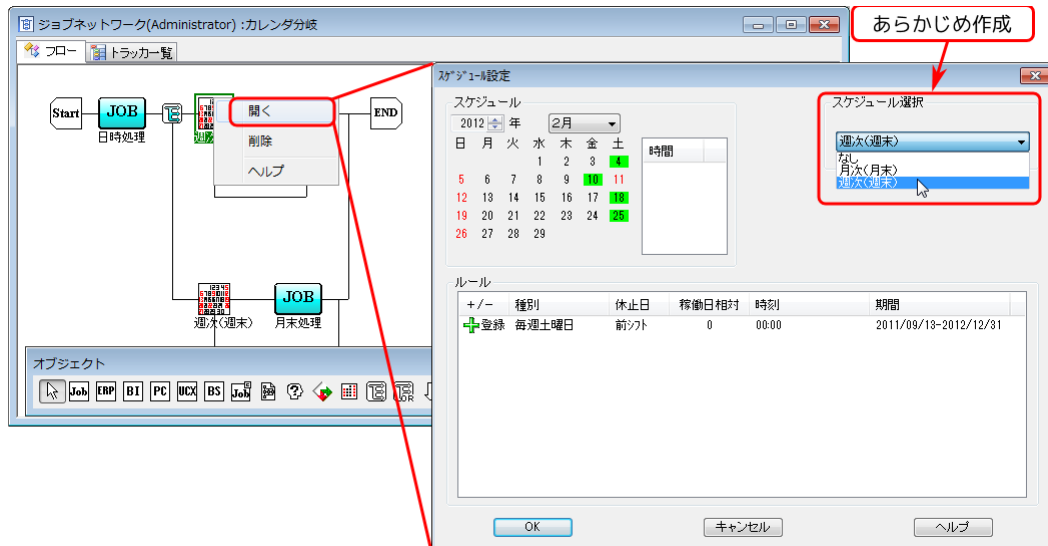 ジョブネットワーク(Administrator) :カレンダ分岐
フロー トラッカ一覧
あらかじめ作成
Start
JOB
日時処理
開く
削除
ヘルプ
END
週次(週末)
JOB
月末処理
オブジェクト
Job ERP BI PC UCX BS Job
スケジュール設定
スケジュール
2012 年 2月
日 月 火 水 木 金 土
1 2 3 4
5 6 7 8 9 10 11
12 13 14 15 16 17 18
19 20 21 22 23 24 25
26 27 28 29
時間
スケジュール選択
週次(週末)
なし
月次(月末)
週次(週末)
ルール
+/- 種別 休止日 稼働日相対 時刻 期間
登録 毎週土曜日 前シフト 0 00:00 2011/09/13-2012/12/31
OK キャンセル ヘルプ